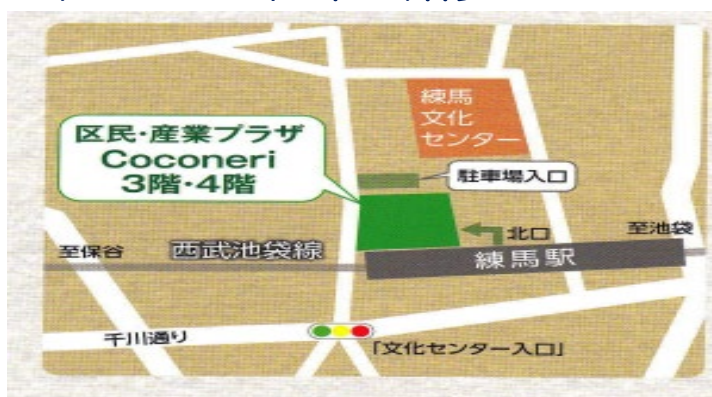 練馬
文化
センター
区民・産業プラザ
Coconeri
3階・4階
駐車場入口
北口
至池袋
至保谷
西武池袋線
練馬駅
千川通り
「文化センター入口」